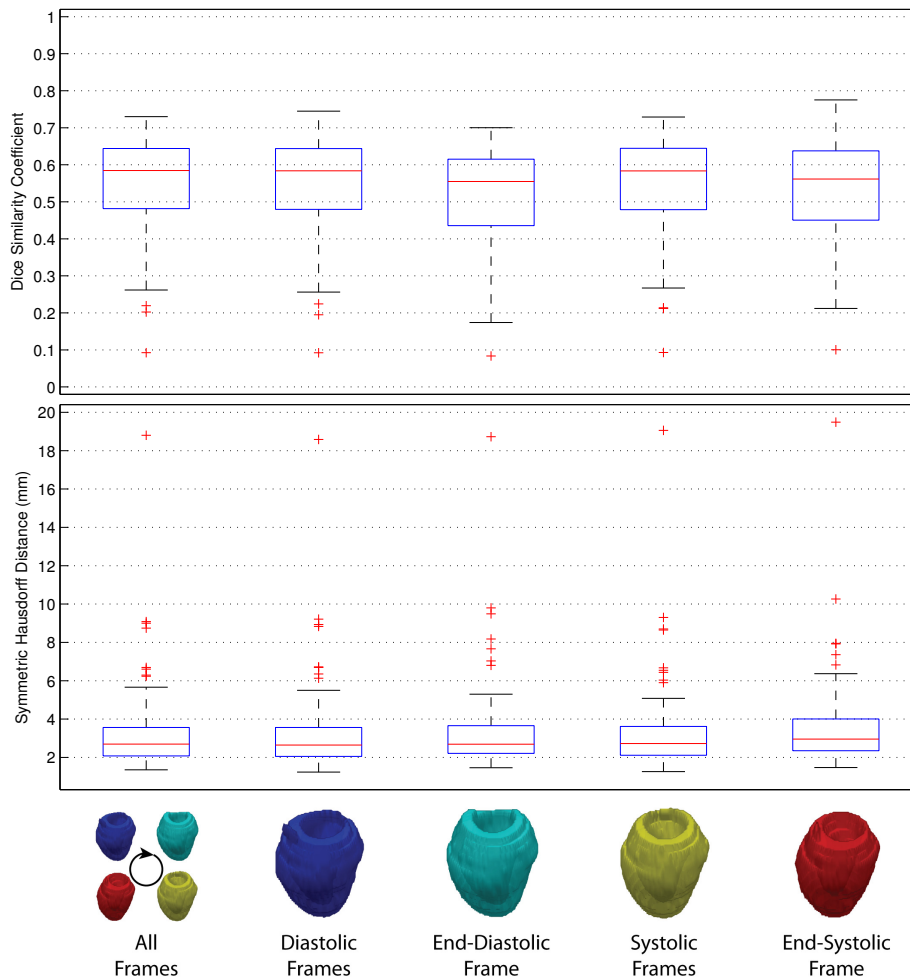 1
0.9
0.8
0.7
0.6
0.5
0.4
0.3
0.2
0.1
0
Dice Similarity Coefficient
20
18
16
14
12
10
8
6
4
2
Symmetric Hausdorff Distance (mm)
All
Frames
Diastolic
Frames
End-Diastolic
Frame
Systolic
Frames
End-Systolic
Frame